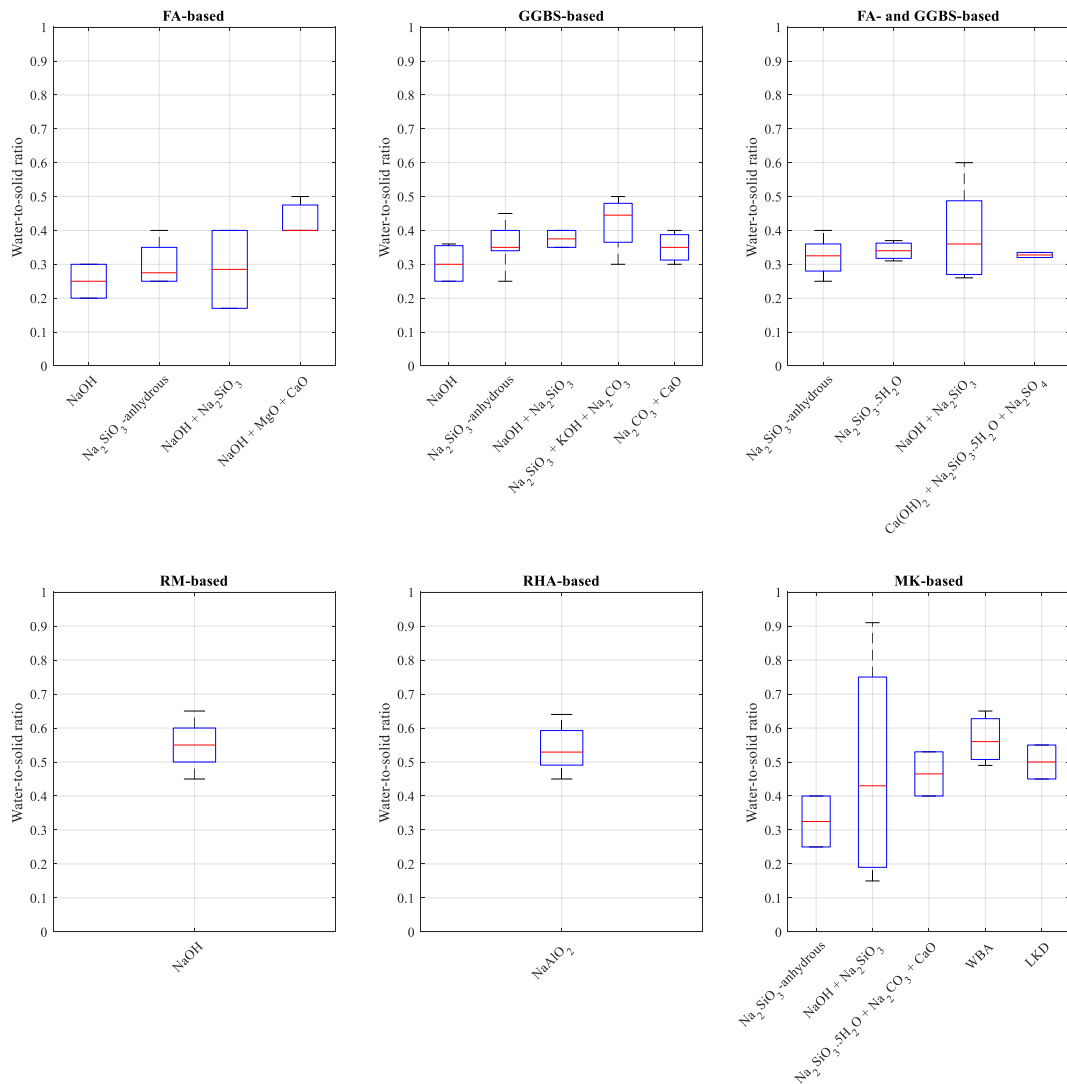 FA-based
1
0.9
0.8
0.7
0.6
0.5
0.4
0.3
0.2
0.1
0
Water-to-solid ratio
NaOH
Na₂SiO₃-anhydrous
NaOH + Na₂SiO₃
NaOH + MgO + CaO
GGBS-based
1
0.9
0.8
0.7
0.6
0.5
0.4
0.3
0.2
0.1
0
Water-to-solid ratio
NaOH
Na₂SiO₃-anhydrous
NaOH + Na₂SiO₃
Na₂SiO₃ + KOH + Na₂CO₃
Na₂CO₃ + CaO
FA- and GGBS-based
1
0.9
0.8
0.7
0.6
0.5
0.4
0.3
0.2
0.1
0
Water-to-solid ratio
Na₂SiO₃-anhydrous
Na₂SiO₃.5H₂O
NaOH + Na₂SiO₃
Ca(OH)₂ + Na₂SiO₃.5H₂O + Na₂SO₄
RM-based
1
0.9
0.8
0.7
0.6
0.5
0.4
0.3
0.2
0.1
0
Water-to-solid ratio
NaOH
RHA-based
1
0.9
0.8
0.7
0.6
0.5
0.4
0.3
0.2
0.1
0
Water-to-solid ratio
NaAlO₂
MK-based
1
0.9
0.8
0.7
0.6
0.5
0.4
0.3
0.2
0.1
0
Water-to-solid ratio
Na₂SiO₃-anhydrous
NaOH + Na₂SiO₃
Na₂SiO₃.5H₂O + Na₂CO₃ + CaO
WBA
LKD